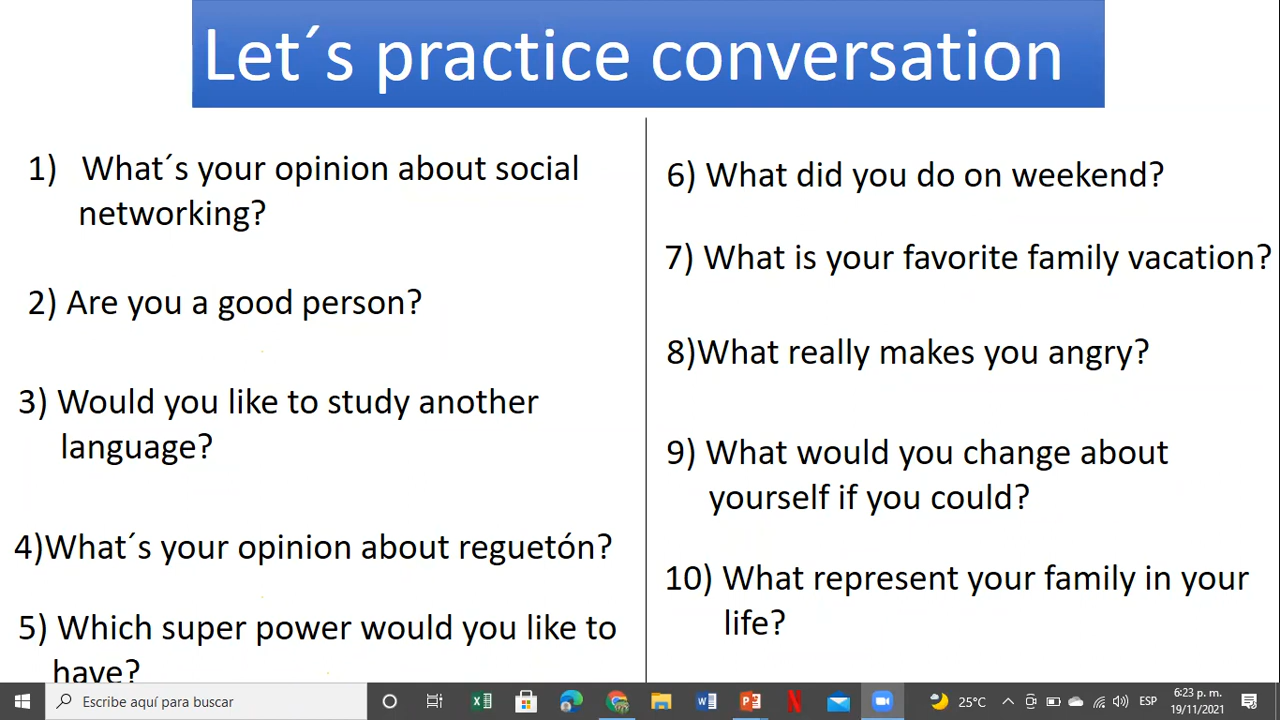 Let´s practice conversation
1) What´s your opinion about social
networking?
2) Are you a good person?
3) Would you like to study another
language?
4)What´s your opinion about reguetón?
5) Which super power would you like to
have?
6) What did you do on weekend?
7) What is your favorite family vacation?
8)What really makes you angry?
9) What would you change about
yourself if you could?
10) What represent your family in your
life?
Escribe aquí para buscar
25°C
ESP
6:23 p. m.
19/11/2021